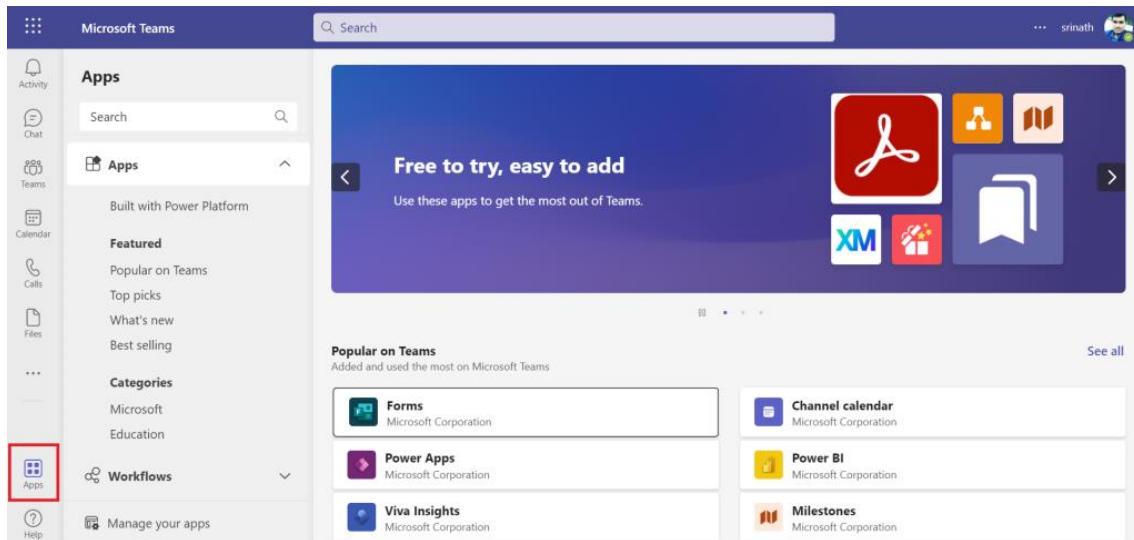 Microsoft Teams
Search
srinath
Activity
Chat
Teams
Calendar
Calls
Files
Apps
Help
Apps
Search
Apps
Built with Power Platform
Featured
Popular on Teams
Top picks
What's new
Best selling
Categories
Microsoft
Education
Workflows
Manage your apps
Free to try, easy to add
Use these apps to get the most out of Teams.
XM
Popular on Teams
See all
Added and used the most on Microsoft Teams
Forms
Microsoft Corporation
Channel calendar
Microsoft Corporation
Power Apps
Microsoft Corporation
Power BI
Microsoft Corporation
Viva Insights
Microsoft Corporation
Milestones
Microsoft Corporation